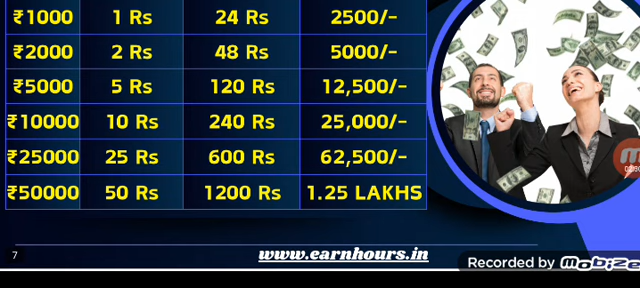 ₹1000 1 Rs 24 Rs 2500/-
₹2000 2 Rs 48 Rs 5000/-
₹5000 5 Rs 120 Rs 12,500/-
₹10000 10 Rs 240 Rs 25,000/-
₹25000 25 Rs 600 Rs 62,500/-
₹50000 50 Rs 1200 Rs 1.25 LAKHS
7 www.earnhours.in
Recorded by mobize